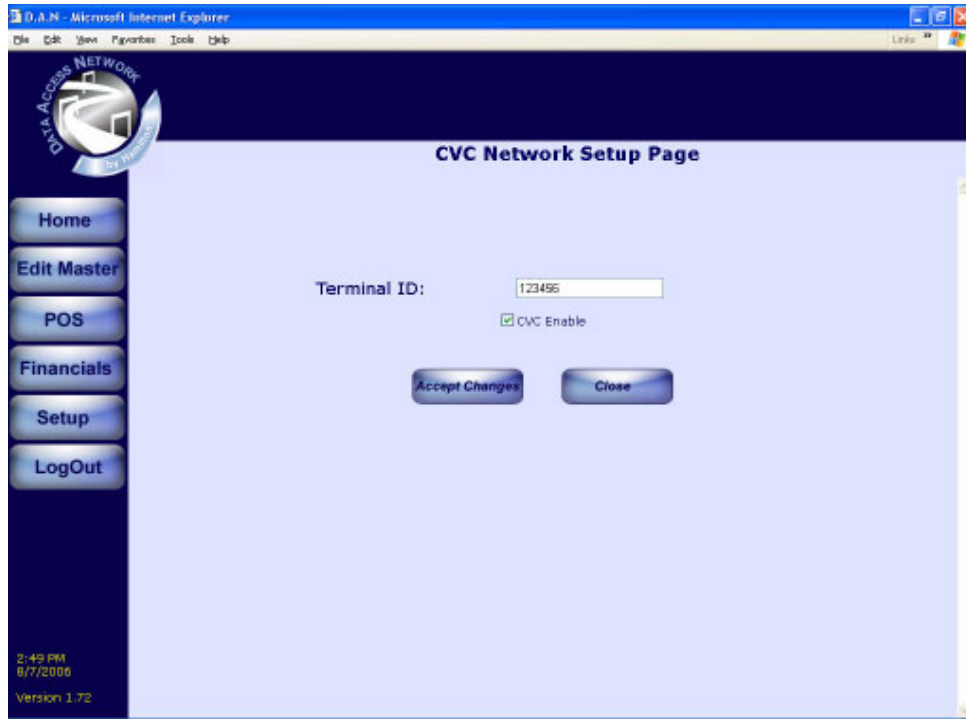 D.A.N - Microsoft Internet Explorer
File Edit View Favorites Tools Help
Links »
DATA ACCESS NETWORK
by Hamilton
CVC Network Setup Page
Home
Edit Master
POS
Financials
Setup
LogOut
Terminal ID: 123456
CVC Enable
Accept Changes Close
2:49 PM
8/7/2006
Version 1.72